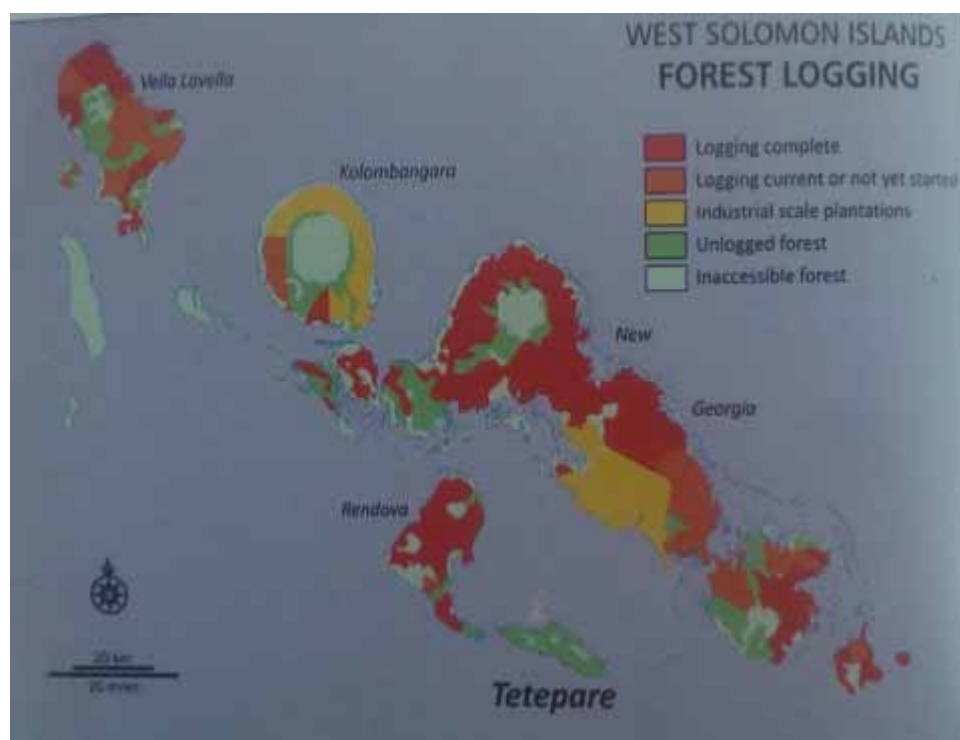 WEST SOLOMON ISLANDS
FOREST LOGGING
Vella Lavella
Logging complete
Logging current or not yet started
Industrial scale plantations
Unlogged forest
Inaccessible forest
Kolombangara
New
Georgia
Rendova
20 km
20 miles
Tetepare